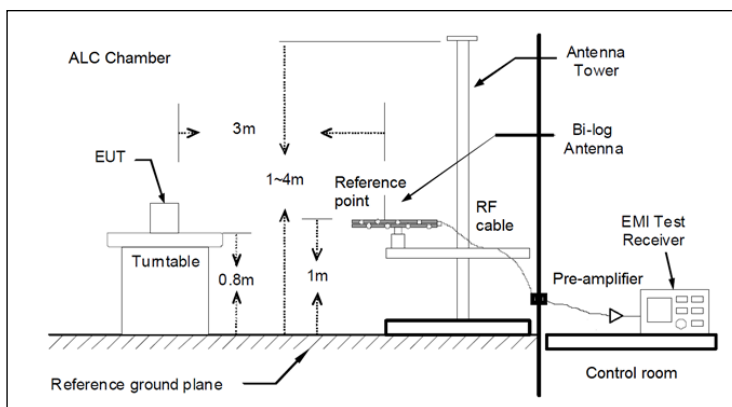 ALC Chamber
Antenna
Tower
3m
Bi-log
Antenna
EUT
1~4m
Reference
point
RF
cable
EMI Test
Receiver
Turntable
0.8m
1m
Pre-amplifier
Reference ground plane
Control room